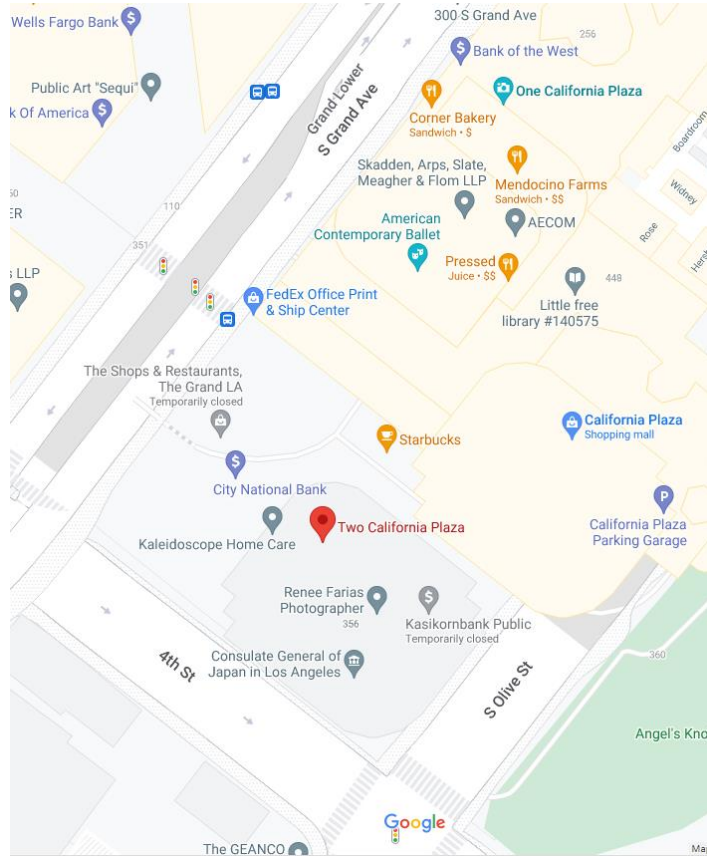 300 S Grand Ave
Wells Fargo Bank
256
Bank of the West
Public Art "Sequi"
k Of America
Grand Lower
S Grand Ave
One California Plaza
Corner Bakery
Sandwich • $
Boardroom
Skadden, Arps, Slate,
Meagher & Flom LLP
Mendocino Farms
Sandwich • $$
Widney
50
ER
110
American
Contemporary Ballet
AECOM
Rose
351
Pressed
Juice • $$
448
Hersh
s LLP
FedEx Office Print
& Ship Center
Little free
library #140575
The Shops & Restaurants,
The Grand LA
Temporarily closed
California Plaza
Shopping mall
Starbucks
City National Bank
P
California Plaza
Parking Garage
Two California Plaza
Kaleidoscope Home Care
Renee Farias
Photographer
Kasikornbank Public
Temporarily closed
356
Consulate General of
Japan in Los Angeles
360
4th St
S Olive St
Angel's Kno
Google
The GEANCO
Ma